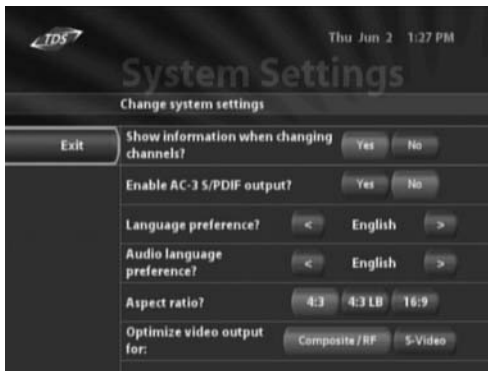 TDS
Thu Jun 2 1:27 PM
System Settings
Change system settings
Exit
Show information when changing
channels?
Yes No
Enable AC-3 S/PDIF output?
Yes No
Language preference?
< English >
Audio language
preference?
< English >
Aspect ratio?
4:3 4:3 LB 16:9
Optimize video output
for:
Composite/RF S-Video